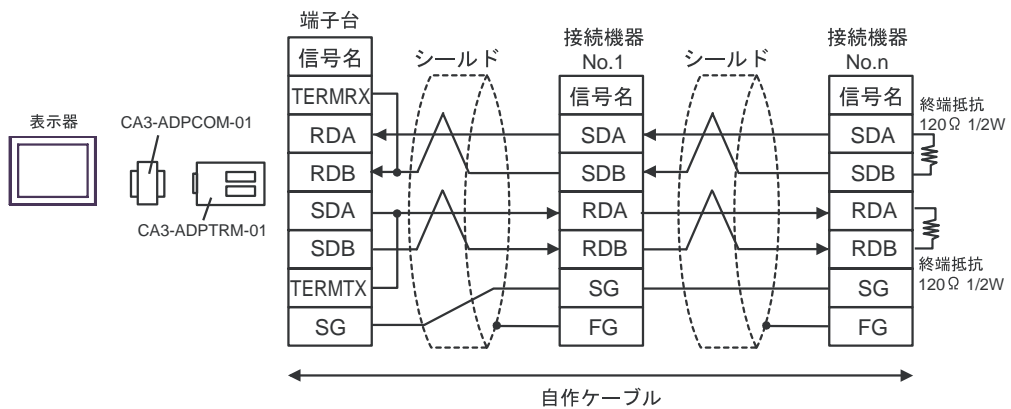 表示器
CA3-ADPCOM-01
CA3-ADPTRM-01
端子台
信号名
TERMRX
RDA
RDB
SDA
SDB
TERMTX
SG
シールド
接続機器
No.1
信号名
SDA
SDB
RDA
RDB
SG
FG
シールド
接続機器
No.n
信号名
SDA
SDB
RDA
RDB
SG
FG
終端抵抗
120Ω 1/2W
終端抵抗
120Ω 1/2W
自作ケーブル